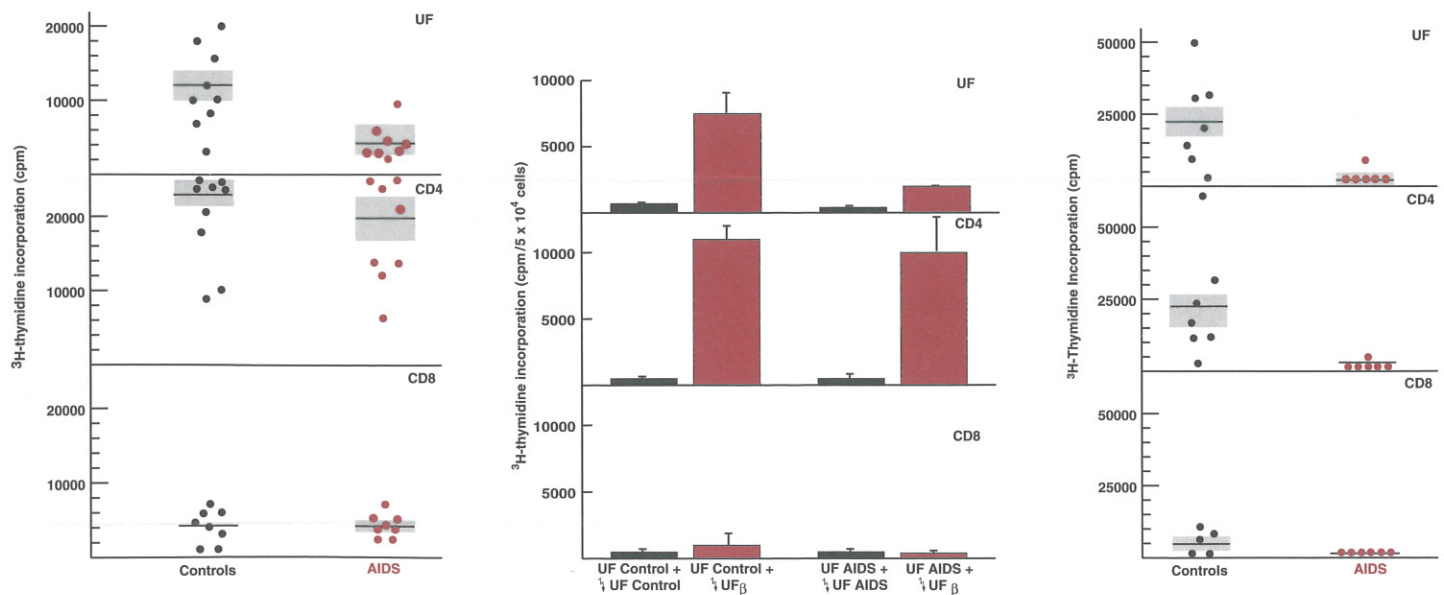 ³H-thymidine incorporation (cpm)
UF
20000
10000
CD4
20000
10000
CD8
20000
10000
Controls
AIDS
³H-thymidine incorporation (cpm/5 x 10⁴ cells)
UF
10000
5000
CD4
10000
5000
CD8
10000
5000
UF Control +
↯ UF Control
UF Control +
↯ UFβ
UF AIDS +
↯ UF AIDS
UF AIDS +
↯ UF β
³H-Thymidine Incorporation (cpm)
UF
50000
25000
CD4
50000
25000
CD8
50000
25000
Controls
AIDS